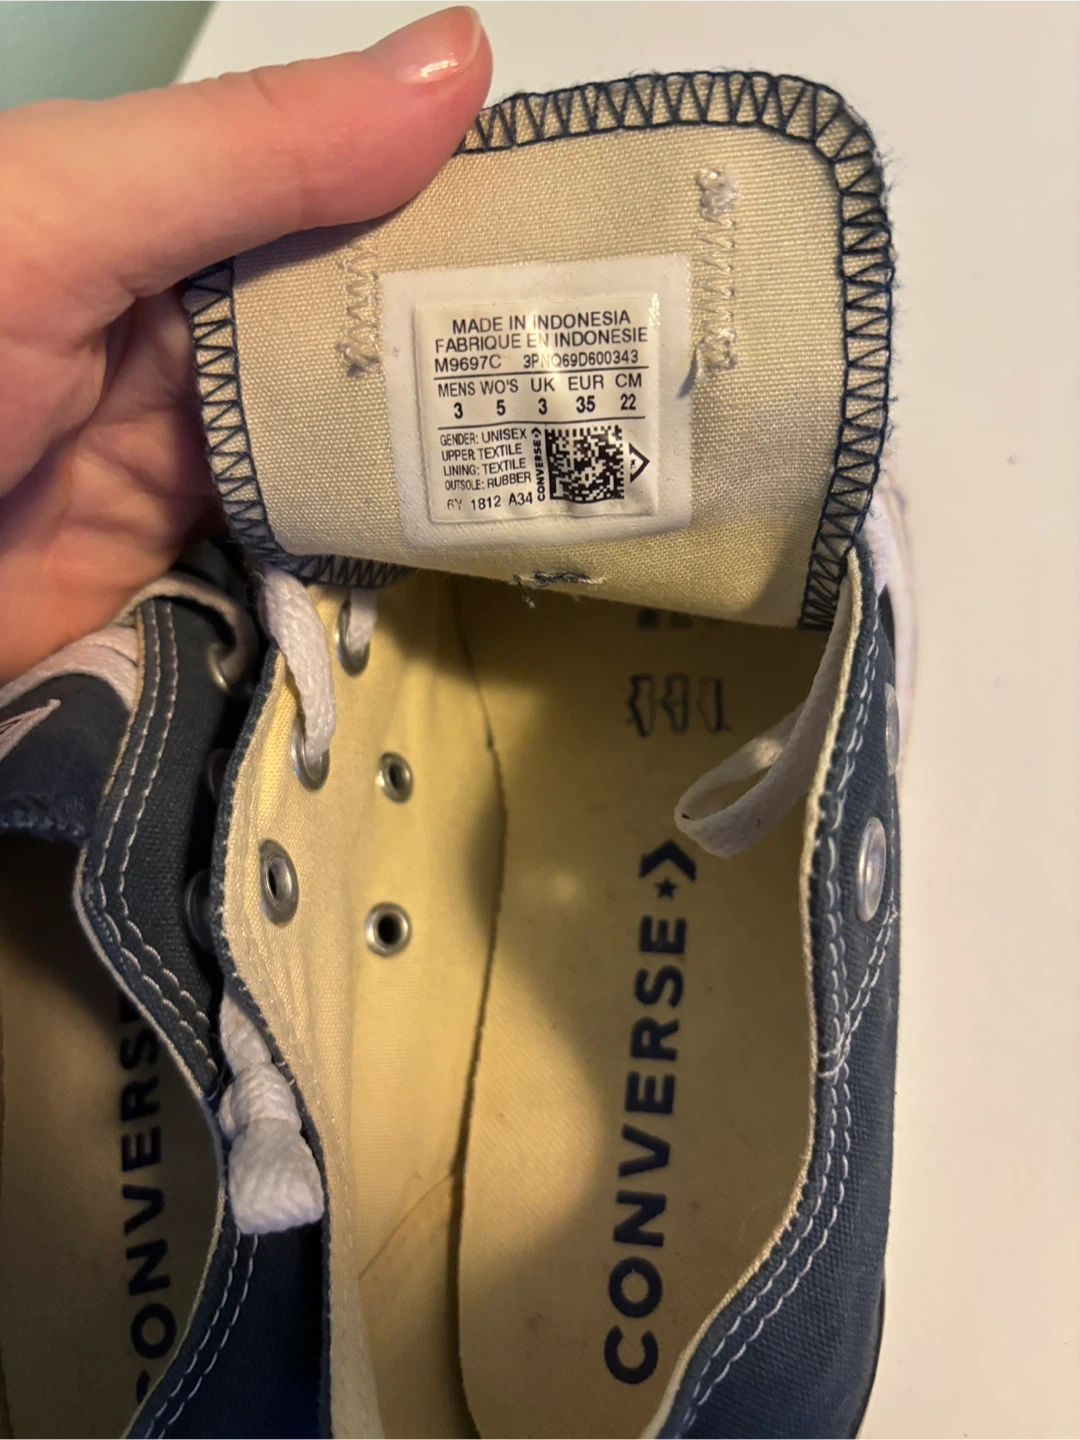 MADE IN INDONESIA
FABRIQUE EN INDONESIE
M9697C 3PNQ69D600343
MENS WO'S UK EUR CM
3 5 3 35 22
GENDER: UNISEX
UPPER TEXTILE
LINING: TEXTILE
OUTSOLE: RUBBER
6Y 1812 A34
CONVERSE
CONVERSE
CONVERSE